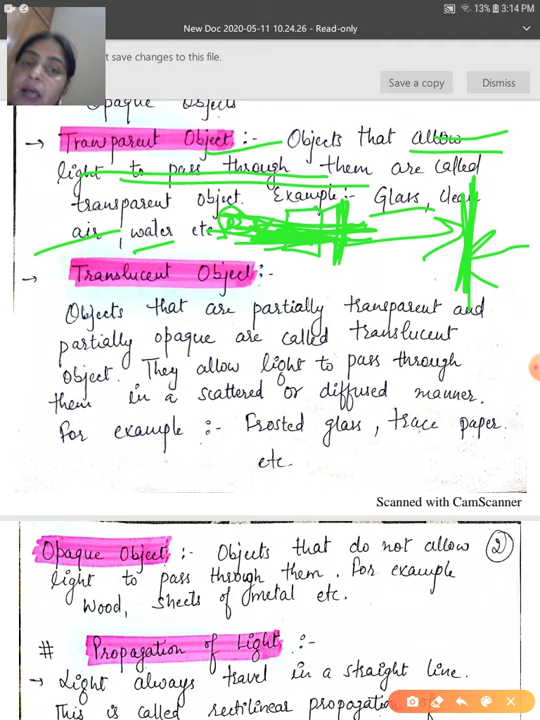 13% 3:14 PM
New Doc 2020-05-11 10.24.26 - Read-only
t save changes to this file.
Save a copy
Dismiss
Opaque Objects
→ Transparent Object :- Objects that allow
light to pass through them are called
transparent object. Example:- Glass, clean
air, water etc
→ Translucent Object :-
Objects that are partially transparent and
partially opaque are called translucent
object. They allow light to pass through
them in a scattered or diffused manner.
For example :- Frosted glass, trace paper.
etc.
Scanned with CamScanner
Opaque Object :- Objects that do not allow
2
light to pass through them. For example
wood, sheets of metal etc.
# Propagation of Light :-
→ Light always travel in a straight line.
This is called rectilinear propagation